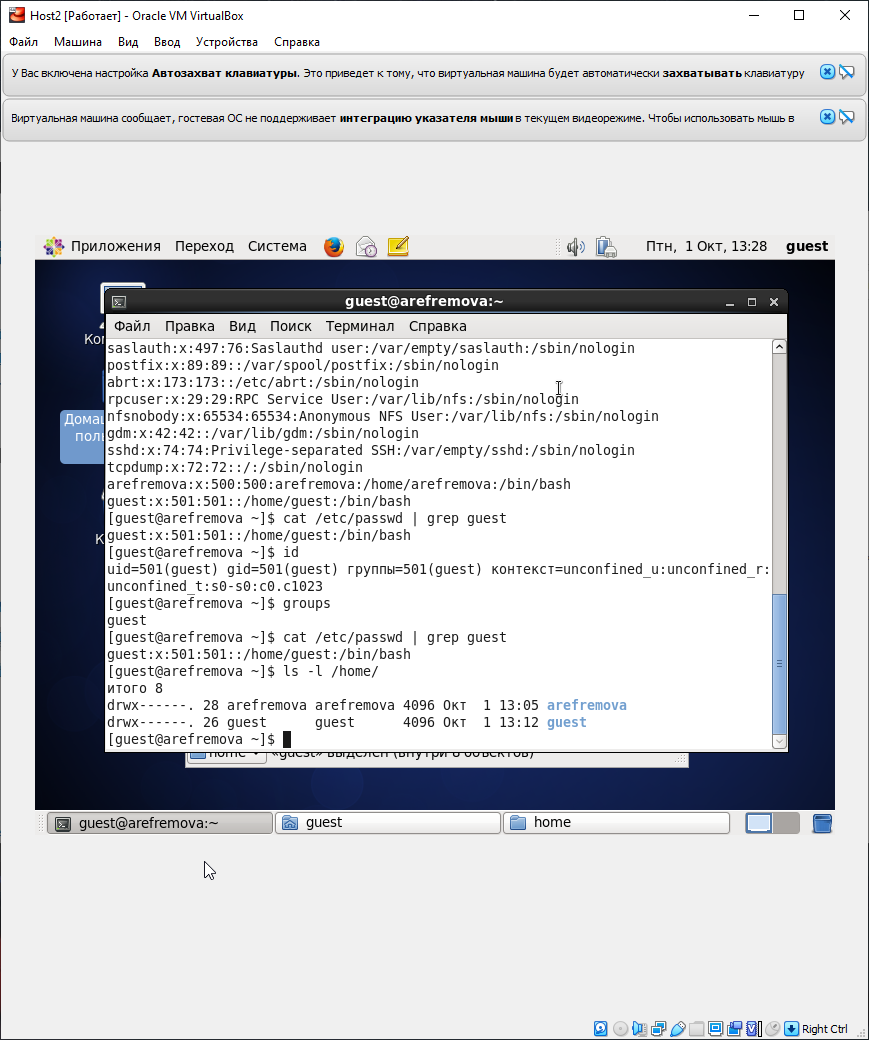 Host2 [Работает] - Oracle VM VirtualBox
Файл Машина Вид Ввод Устройства Справка
У Вас включена настройка Автозахват клавиатуры. Это приведет к тому, что виртуальная машина будет автоматически захватывать клавиатуру
Виртуальная машина сообщает, гостевая ОС не поддерживает интеграцию указателя мыши в текущем видеорежиме. Чтобы использовать мышь в
Приложения Переход Система Птн, 1 Окт, 13:28 guest
guest@arefremova:~
Файл Правка Вид Поиск Терминал Справка
saslauth:x:497:76:Saslauthd user:/var/empty/saslauth:/sbin/nologin
postfix:x:89:89::/var/spool/postfix:/sbin/nologin
abrt:x:173:173::/etc/abrt:/sbin/nologin
rpcuser:x:29:29:RPC Service User:/var/lib/nfs:/sbin/nologin
nfsnobody:x:65534:65534:Anonymous NFS User:/var/lib/nfs:/sbin/nologin
gdm:x:42:42::/var/lib/gdm:/sbin/nologin
sshd:x:74:74:Privilege-separated SSH:/var/empty/sshd:/sbin/nologin
tcpdump:x:72:72::/:/sbin/nologin
arefremova:x:500:500:arefremova:/home/arefremova:/bin/bash
guest:x:501:501::/home/guest:/bin/bash
[guest@arefremova ~]$ cat /etc/passwd | grep guest
guest:x:501:501::/home/guest:/bin/bash
[guest@arefremova ~]$ id
uid=501(guest) gid=501(guest) группы=501(guest) контекст=unconfined_u:unconfined_r:
unconfined_t:s0-s0:c0.c1023
[guest@arefremova ~]$ groups
guest
[guest@arefremova ~]$ cat /etc/passwd | grep guest
guest:x:501:501::/home/guest:/bin/bash
[guest@arefremova ~]$ ls -l /home/
итого 8
drwx------. 28 arefremova arefremova 4096 Окт 1 13:05 arefremova
drwx------. 26 guest guest 4096 Окт 1 13:12 guest
[guest@arefremova ~]$
home «guest» выделен (внутри 8 объектов)
guest@arefremova:~ guest home
Right Ctrl